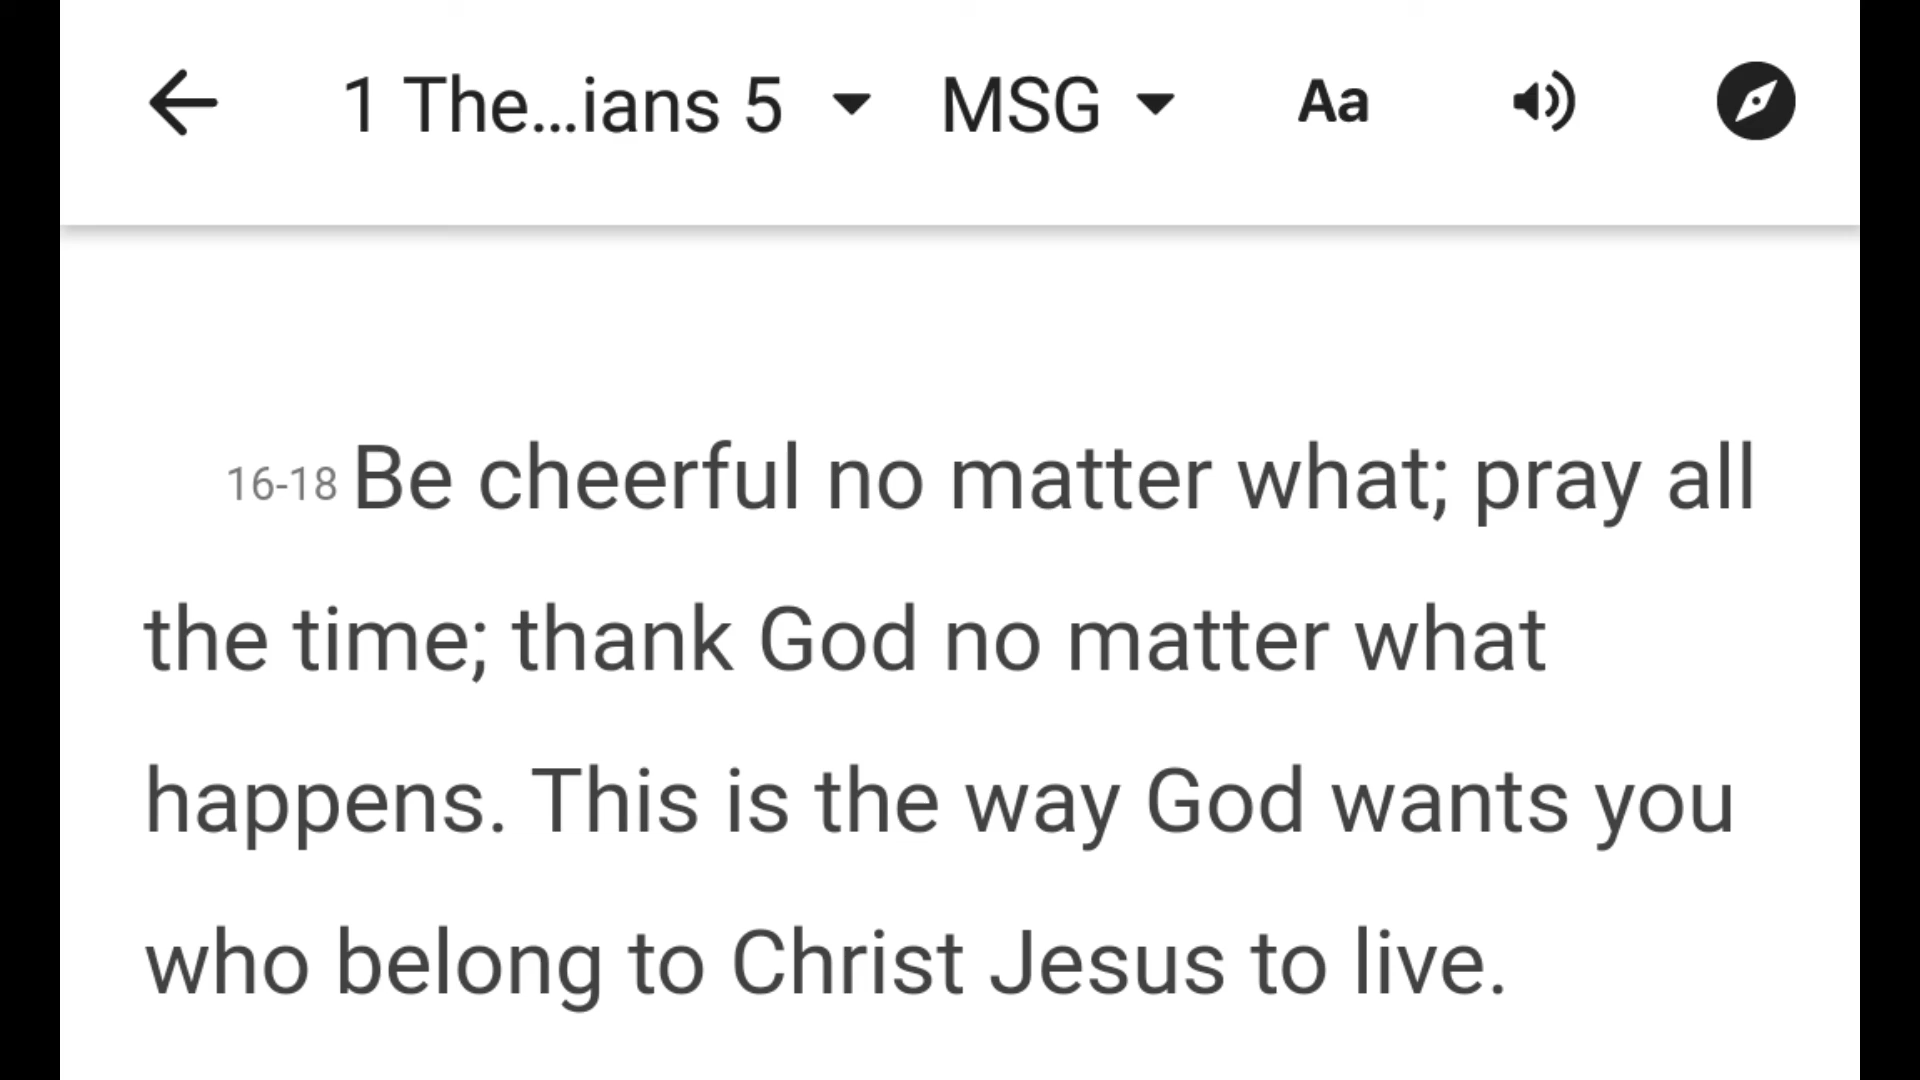 1 The...ians 5 MSG Aa
16-18 Be cheerful no matter what; pray all
the time; thank God no matter what
happens. This is the way God wants you
who belong to Christ Jesus to live.